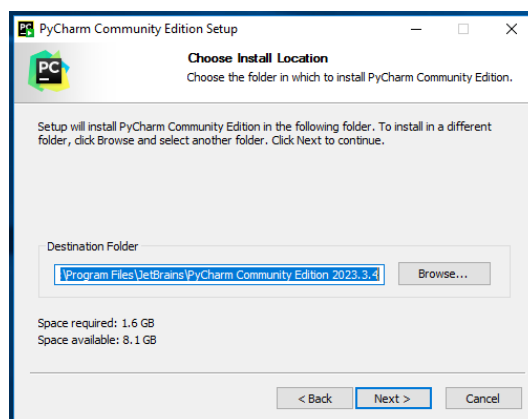 PyCharm Community Edition Setup
PC
Choose Install Location
Choose the folder in which to install PyCharm Community Edition.
Setup will install PyCharm Community Edition in the following folder. To install in a different
folder, click Browse and select another folder. Click Next to continue.
Destination Folder
:\Program Files\JetBrains\PyCharm Community Edition 2023.3.4
Browse...
Space required: 1.6 GB
Space available: 8.1 GB
< Back
Next >
Cancel